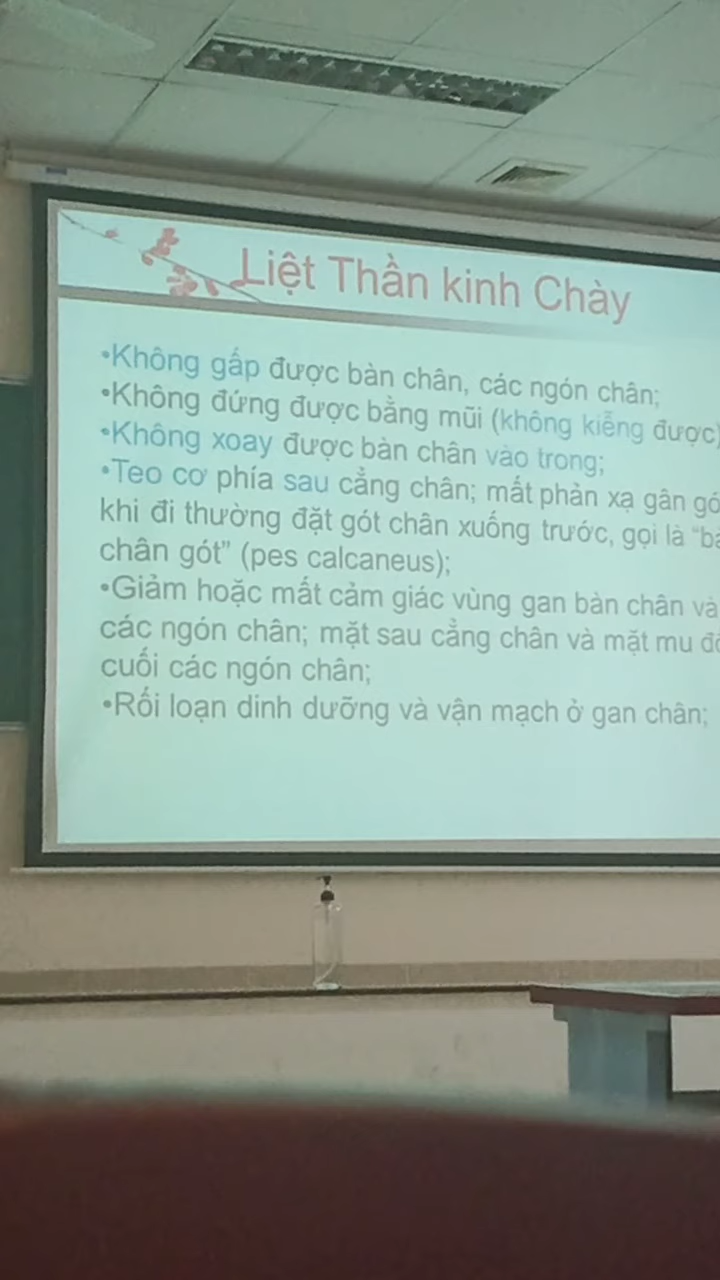 Liệt Thần kinh Chày
•Không gấp được bàn chân, các ngón chân;
•Không đứng được bằng mũi (không kiễng được)
•Không xoay được bàn chân vào trong;
•Teo cơ phía sau cẳng chân; mất phản xạ gân
khi đi thường đặt gót chân xuống trước, gọi là
chân gót” (pes calcaneus);
•Giảm hoặc mất cảm giác vùng gan bàn chân và
các ngón chân; mặt sau cẳng chân và mặt mu
cuối các ngón chân;
•Rối loạn dinh dưỡng và vận mạch ở gan chân;